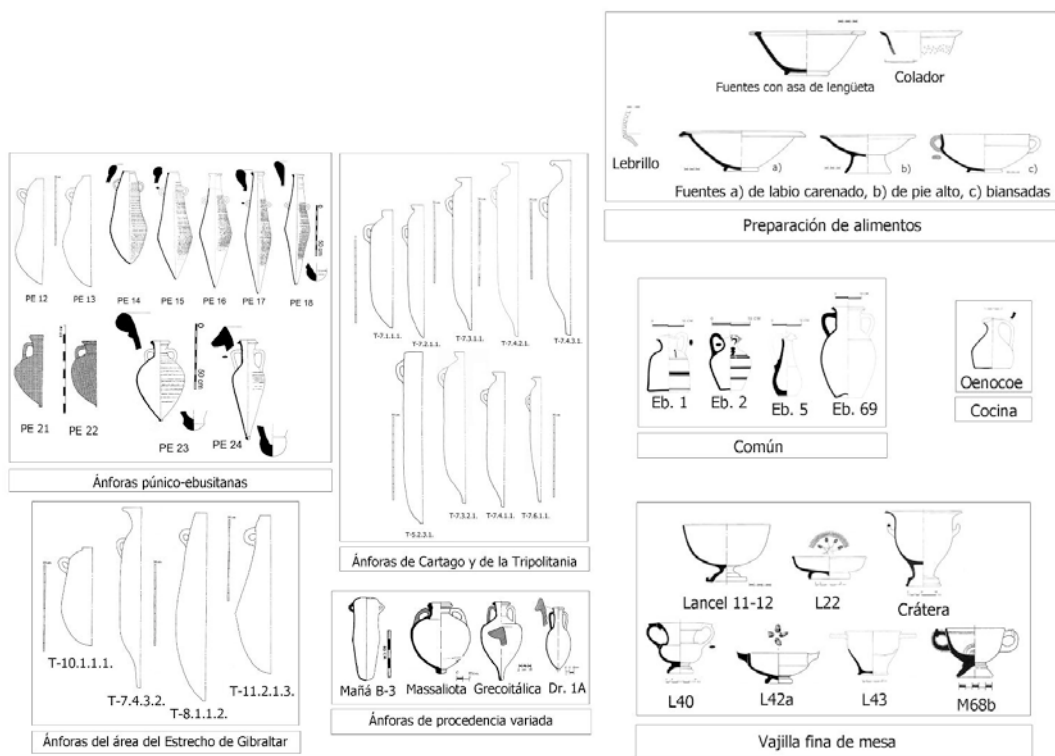 Fuentes con asa de lengüeta
Colador
Lebrillo
a)
b)
c)
Fuentes a) de labio carenado, b) de pie alto, c) biansadas
Preparación de alimentos
PE 12
PE 13
PE 14
PE 15
PE 16
PE 17
PE 18
50 cm
PE 21
PE 22
PE 23
PE 24
50 cm
Ánforas púnico-ebusitanas
T-7.1.1.1.
T-7.2.1.1.
T-7.3.1.1.
T-7.4.2.1.
T-7.4.3.1.
T-5.2.3.1.
T-7.3.2.1.
T-7.4.1.1.
T-7.6.1.1.
Ánforas de Cartago y de la Tripolitania
Eb. 1
Eb. 2
Eb. 5
Eb. 69
Común
Oenocoe
Cocina
T-10.1.1.1.
T-7.4.3.2.
T-8.1.1.2.
T-11.2.1.3.
Ánforas del área del Estrecho de Gibraltar
Mañá B-3
Massaliota
Grecoitálica
Dr. 1A
Ánforas de procedencia variada
Lancel 11-12
L22
Crátera
L40
L42a
L43
M68b
Vajilla fina de mesa